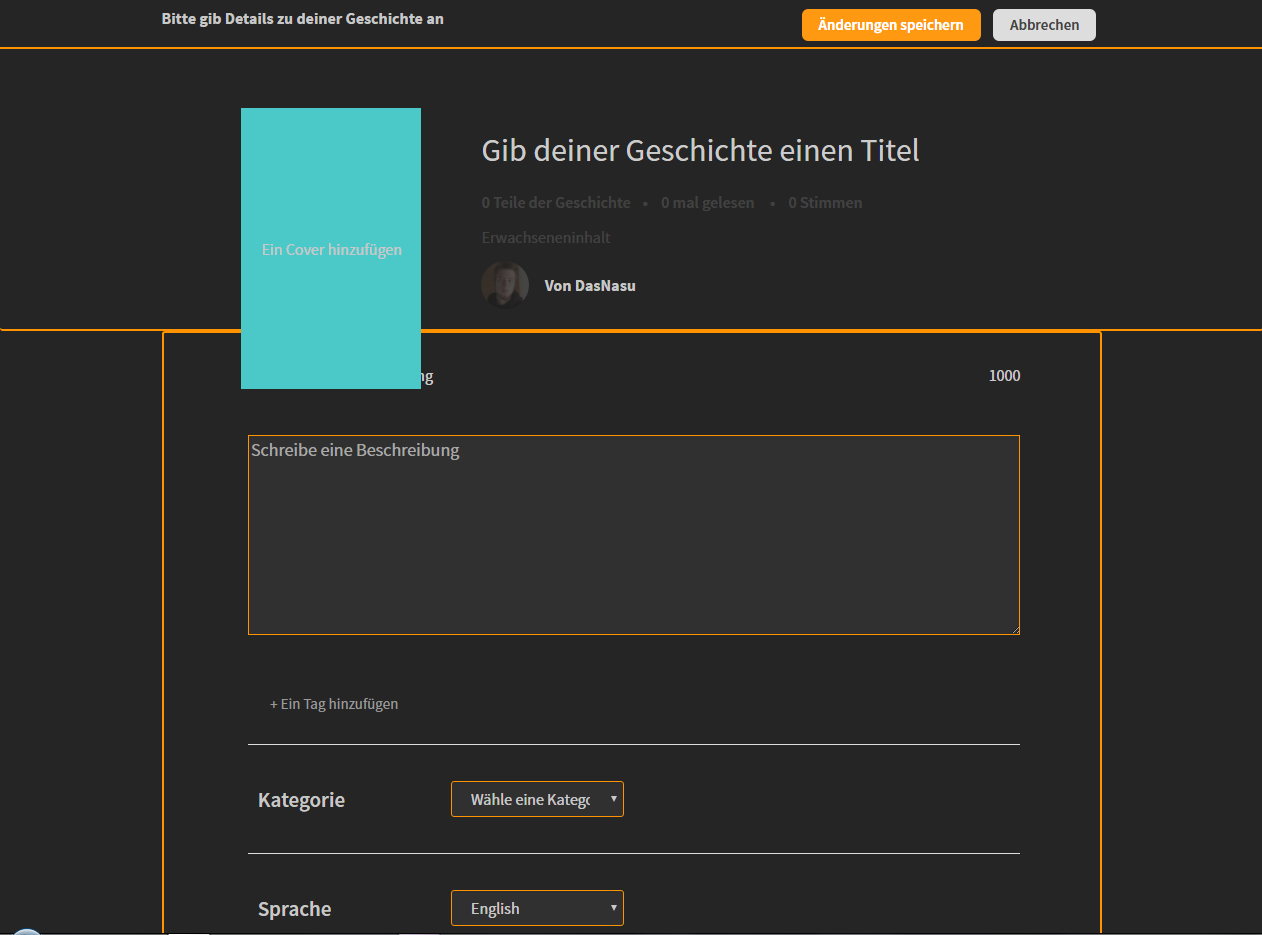 Bitte gib Details zu deiner Geschichte an
Änderungen speichern
Abbrechen
Gib deiner Geschichte einen Titel
0 Teile der Geschichte • 0 mal gelesen • 0 Stimmen
Erwachseneninhalt
Ein Cover hinzufügen
Von DasNasu
ng
1000
Schreibe eine Beschreibung
+ Ein Tag hinzufügen
Kategorie
Wähle eine Katego
Sprache
English